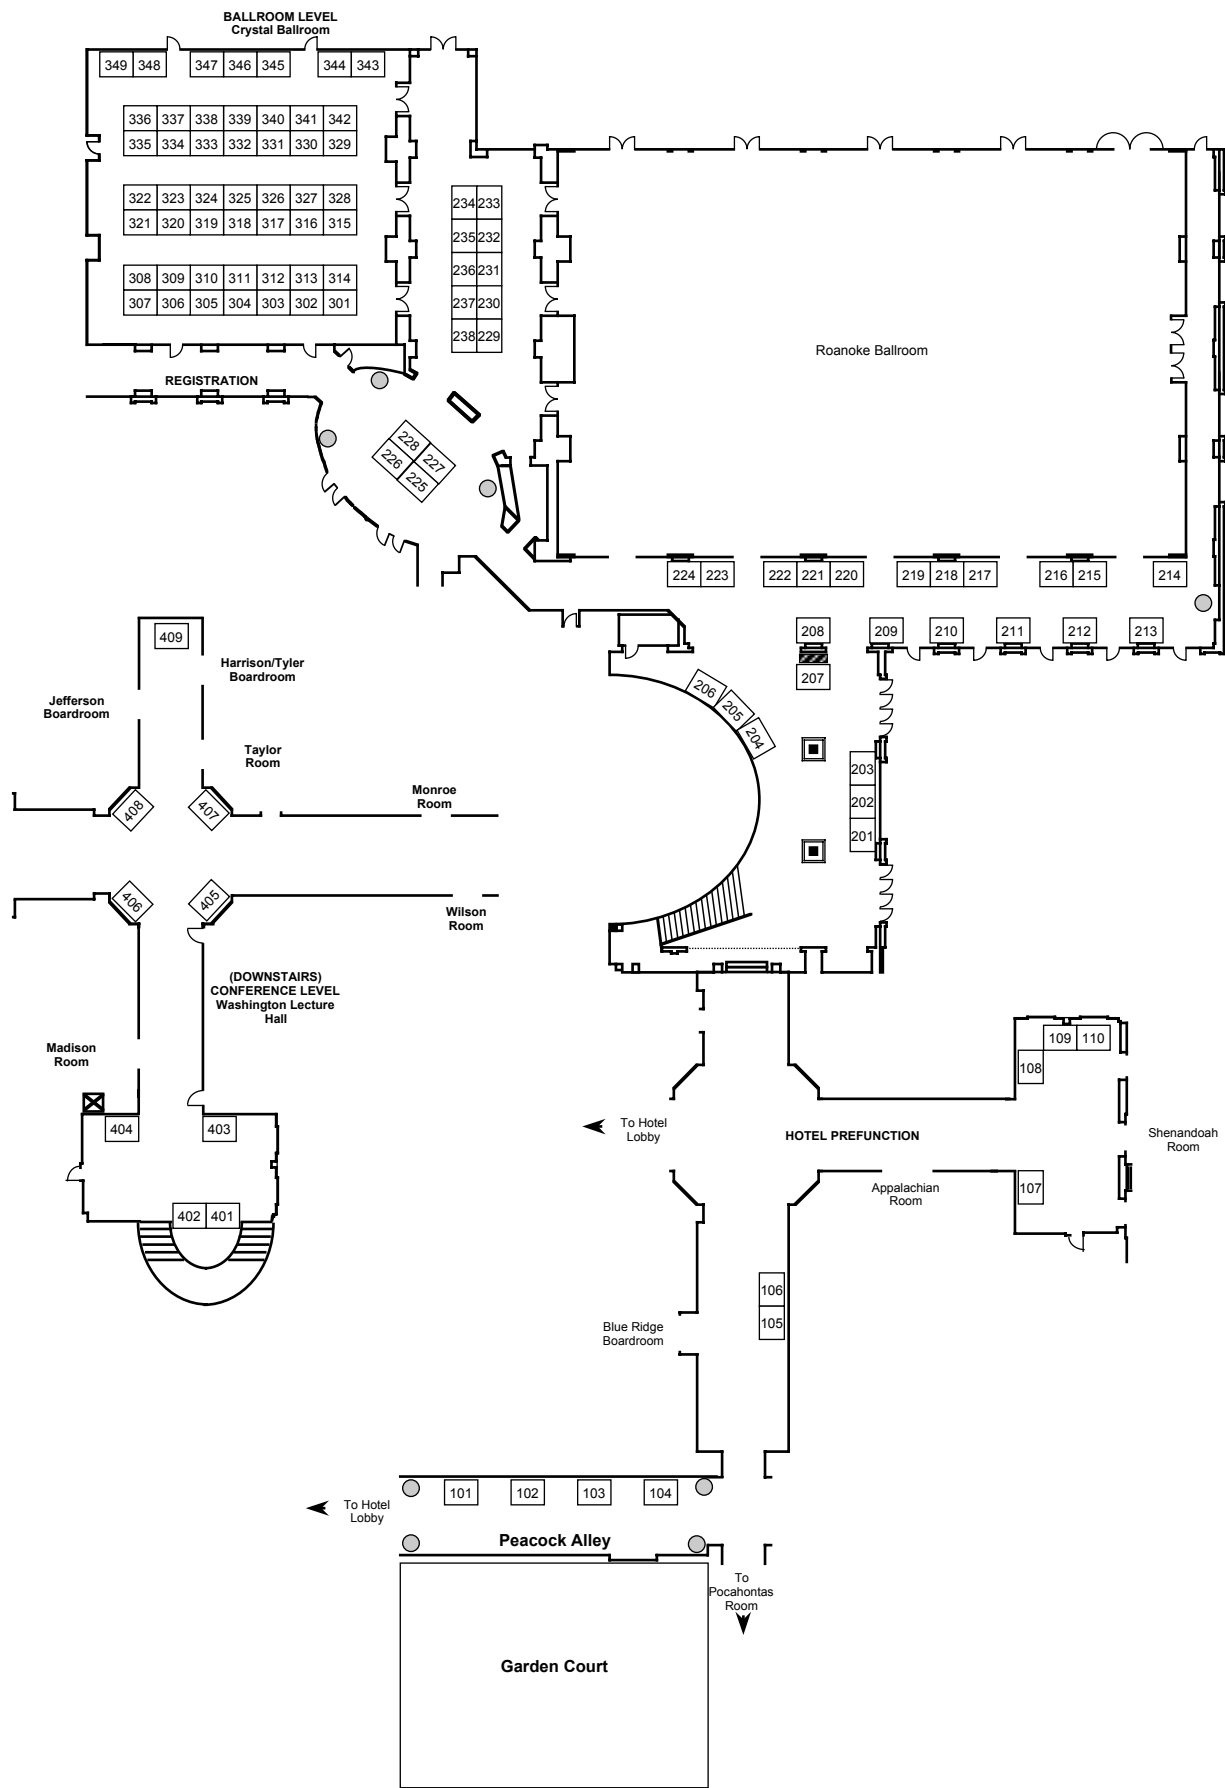 BALLROOM LEVEL
Crystal Ballroom
349 348 347 346 345 344 343
336 337 338 339 340 341 342
335 334 333 332 331 330 329
322 323 324 325 326 327 328
321 320 319 318 317 316 315
308 309 310 311 312 313 314
307 306 305 304 303 302 301
234 233
235 232
236 231
237 230
238 229
Roanoke Ballroom
REGISTRATION
228
226 227
225
224 223 222 221 220 219 218 217 216 215 214
208 209 210 211 212 213
207
206
205
204
203
202
201
409
Harrison/Tyler
Boardroom
Jefferson
Boardroom
Taylor
Room
Monroe
Room
408 407
406 405
Wilson
Room
(DOWNSTAIRS)
CONFERENCE LEVEL
Washington Lecture
Hall
Madison
Room
404 403
402 401
109 110
108
To Hotel
Lobby
HOTEL PREFUNCTION
Shenandoah
Room
Appalachian
Room
107
106
105
Blue Ridge
Boardroom
101 102 103 104
To Hotel
Lobby
Peacock Alley
To
Pocahontas
Room
Garden Court